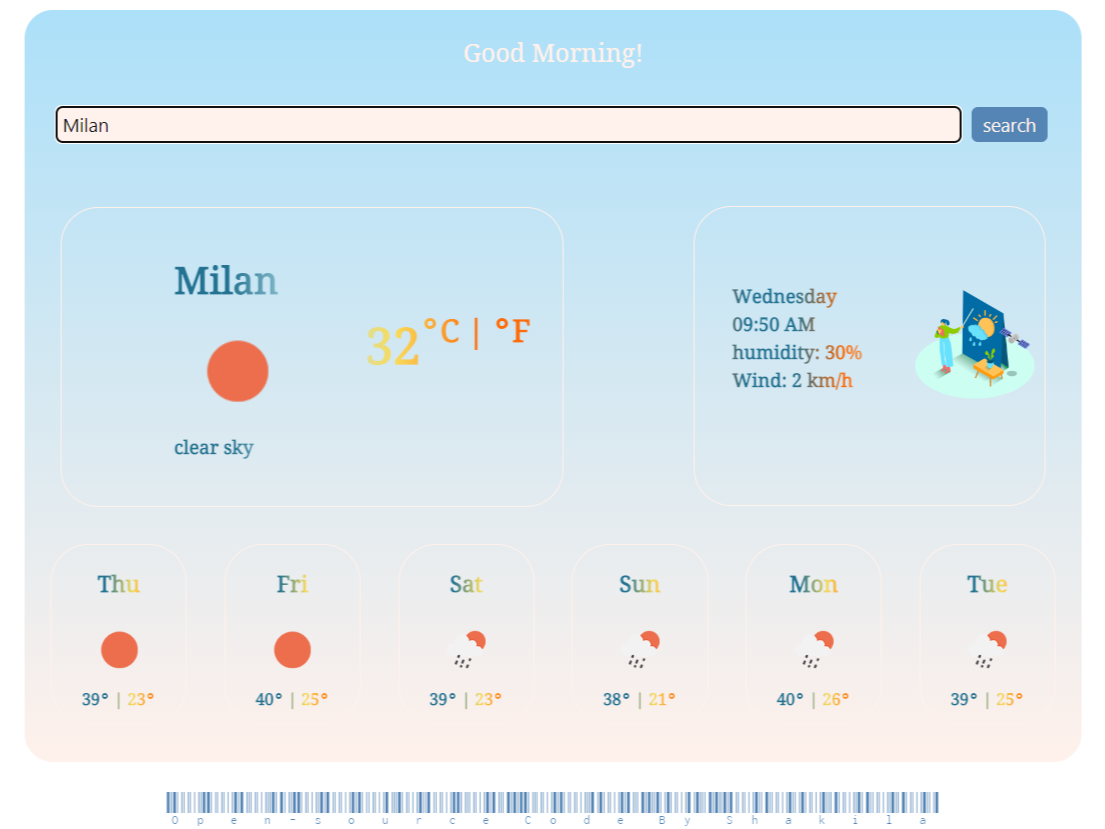 Good Morning!
Milan
search
Milan
32 °C | °F
clear sky
Wednesday
09:50 AM
humidity: 30%
Wind: 2 km/h
Thu
Fri
Sat
Sun
Mon
Tue
39° | 23°
40° | 25°
39° | 23°
38° | 21°
40° | 26°
39° | 25°
Open-source Code By Shakila